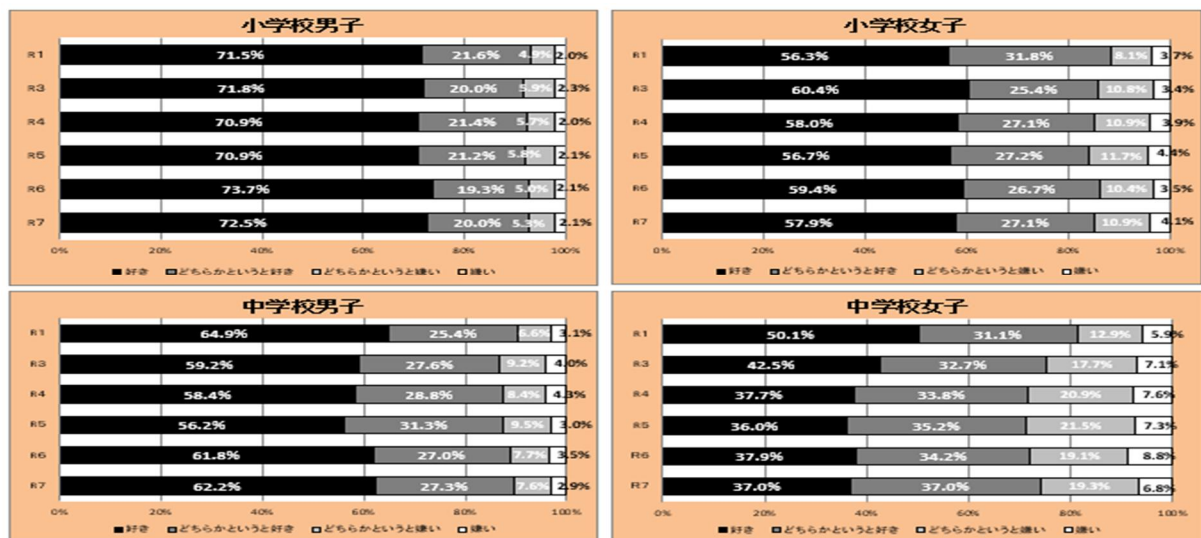 小学校男子
R1 71.5% 21.6% 4.9% 2.0%
R3 71.8% 20.0% 5.9% 2.3%
R4 70.9% 21.4% 5.7% 2.0%
R5 70.9% 21.2% 5.8% 2.1%
R6 73.7% 19.3% 5.0% 2.1%
R7 72.5% 20.0% 5.3% 2.1%
0% 20% 40% 60% 80% 100%
■好き ■どちらかというと好き □どちらかというと嫌い □嫌い
小学校女子
R1 56.3% 31.8% 8.1% 3.7%
R3 60.4% 25.4% 10.8% 3.4%
R4 58.0% 27.1% 10.9% 3.9%
R5 56.7% 27.2% 11.7% 4.4%
R6 59.4% 26.7% 10.4% 3.5%
R7 57.9% 27.1% 10.9% 4.1%
0% 20% 40% 60% 80% 100%
■好き ■どちらかというと好き □どちらかというと嫌い □嫌い
中学校男子
R1 64.9% 25.4% 6.6% 3.1%
R3 59.2% 27.6% 9.2% 4.0%
R4 58.4% 28.8% 8.4% 4.3%
R5 56.2% 31.3% 9.5% 3.0%
R6 61.8% 27.0% 7.7% 3.5%
R7 62.2% 27.3% 7.6% 2.9%
0% 20% 40% 60% 80% 100%
■好き ■どちらかというと好き □どちらかというと嫌い □嫌い
中学校女子
R1 50.1% 31.1% 12.9% 5.9%
R3 42.5% 32.7% 17.7% 7.1%
R4 37.7% 33.8% 20.9% 7.6%
R5 36.0% 35.2% 21.5% 7.3%
R6 37.9% 34.2% 19.1% 8.8%
R7 37.0% 37.0% 19.3% 6.8%
0% 20% 40% 60% 80% 100%
■好き ■どちらかというと好き □どちらかというと嫌い □嫌い